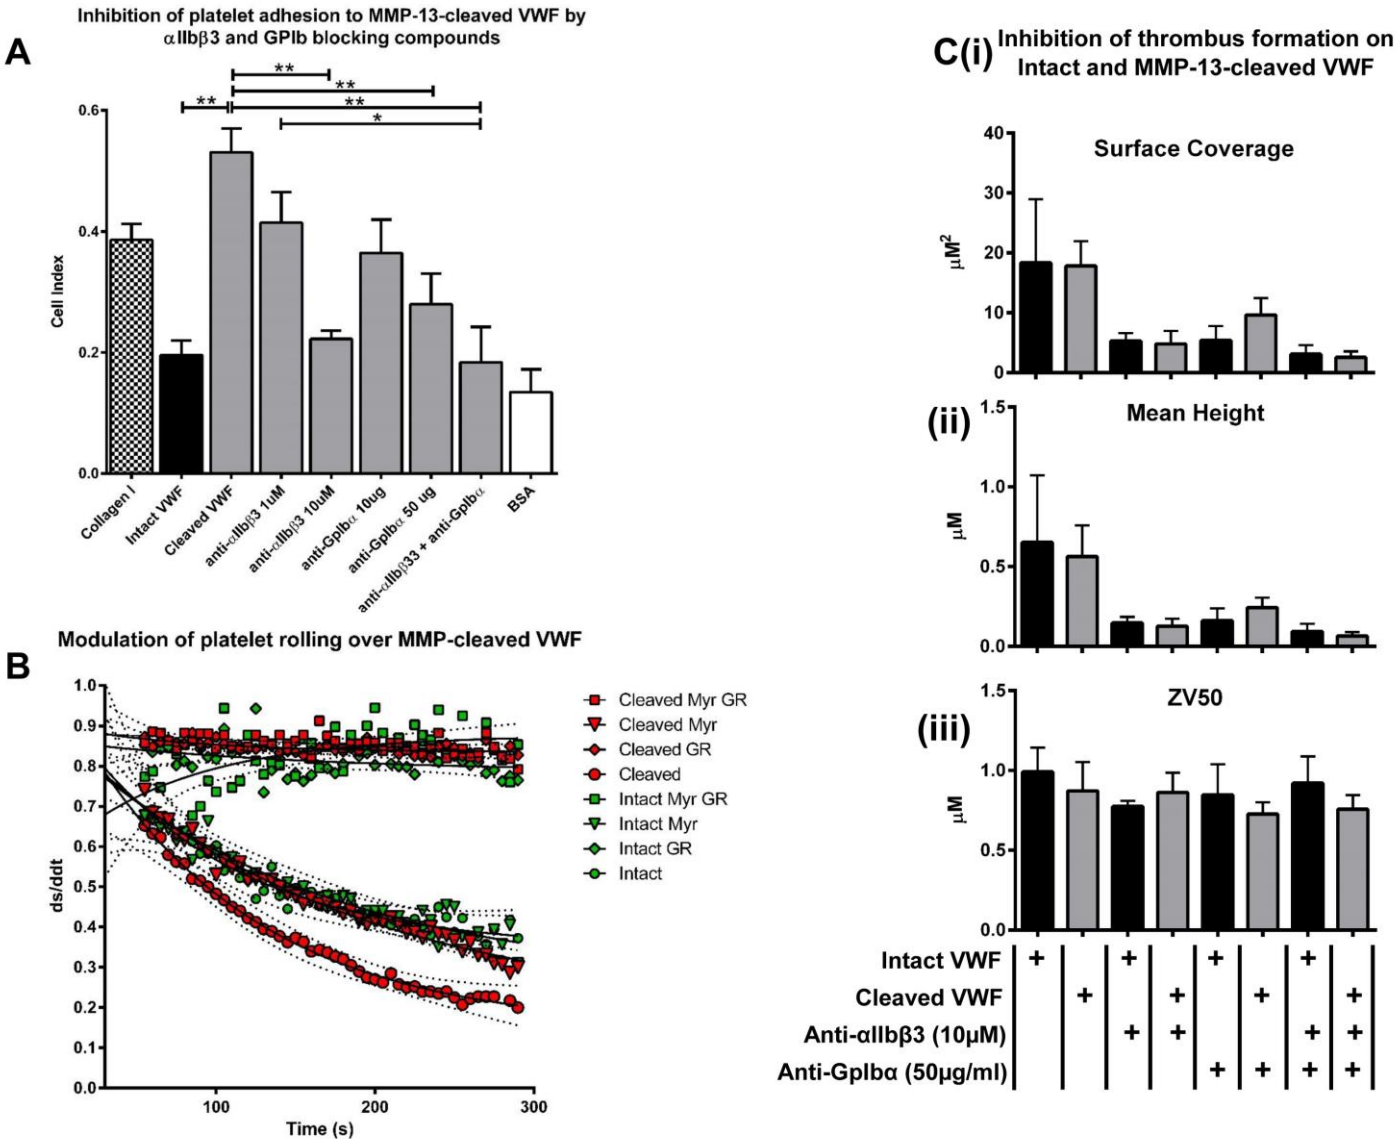 Inhibition of platelet adhesion to MMP-13-cleaved VWF by
αIIbβ3 and GPIb blocking compounds
A
**
**
** **
*
0.6
0.4
0.2
0.0
Cell Index
Collagen I
Intact VWF
Cleaved VWF
anti-αIIbβ3 1uM
anti-αIIbβ3 10uM
anti-GpIbα 10ug
anti-GpIbα 50 ug
anti-αIIbβ33 + anti-GpIbα
BSA
Modulation of platelet rolling over MMP-cleaved VWF
B
1.0
0.9
0.8
0.7
0.6
0.5
0.4
0.3
0.2
0.1
0.0
ds/ddt
100 200 300
Time (s)
Cleaved Myr GR
Cleaved Myr
Cleaved GR
Cleaved
Intact Myr GR
Intact Myr
Intact GR
Intact
C(i) Inhibition of thrombus formation on
Intact and MMP-13-cleaved VWF
Surface Coverage
40
30
20
10
0
μM2
(ii)
Mean Height
1.5
1.0
0.5
0.0
μM
(iii)
ZV50
1.5
1.0
0.5
0.0
μM
Intact VWF + + + +
Cleaved VWF + + + +
Anti-αIIbβ3 (10μM) + + + +
Anti-GpIbα (50μg/ml) + + + +